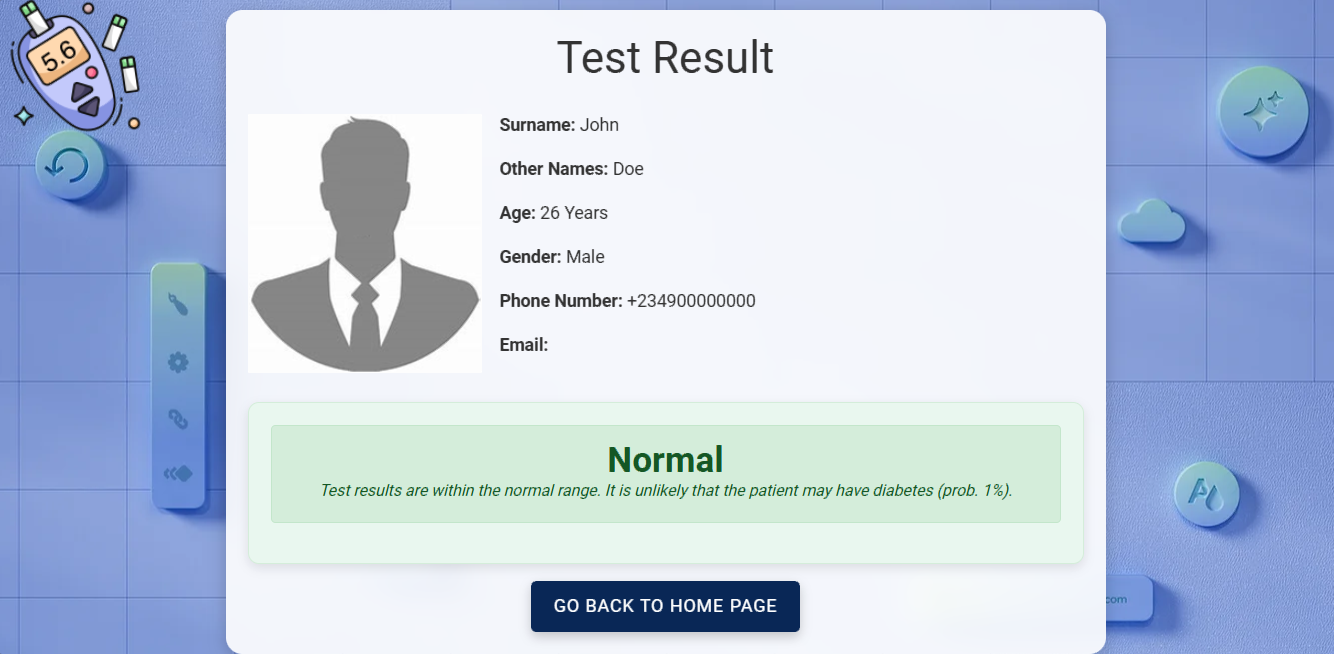 5.6
Test Result
Surname: John
Other Names: Doe
Age: 26 Years
Gender: Male
Phone Number: +234900000000
Email:
Normal
Test results are within the normal range. It is unlikely that the patient may have diabetes (prob. 1%).
GO BACK TO HOME PAGE
.com